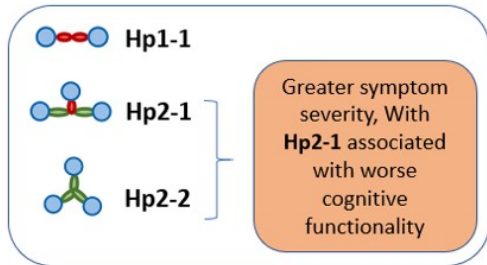 Hp1-1
Hp2-1
Hp2-2
Greater symptom
severity, With
Hp2-1 associated
with worse
cognitive
functionality